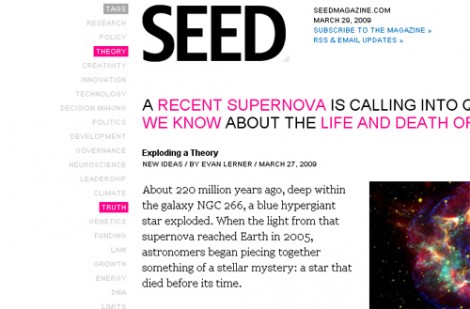 TAGS
RESEARCH
POLICY
THEORY
CREATIVITY
INNOVATION
TECHNOLOGY
DECISION MAKING
POLITICS
DEVELOPMENT
GOVERNANCE
NEUROSCIENCE
LEADERSHIP
CLIMATE
TRUTH
GENETICS
FUNDING
LAW
GROWTH
ENERGY
DNA
LIMITS
SEED
SEEDMAGAZINE.COM
MARCH 29, 2009
SUBSCRIBE TO THE MAGAZINE »
RSS & EMAIL UPDATES »
A RECENT SUPERNOVA IS CALLING INTO
WE KNOW ABOUT THE LIFE AND DEATH OF
Exploding a Theory
NEW IDEAS / BY EVAN LERNER / MARCH 27, 2009
About 220 million years ago, deep within
the galaxy NGC 266, a blue hypergiant
star exploded. When the light from that
supernova reached Earth in 2005,
astronomers began piecing together
something of a stellar mystery: a star that
died before its time.